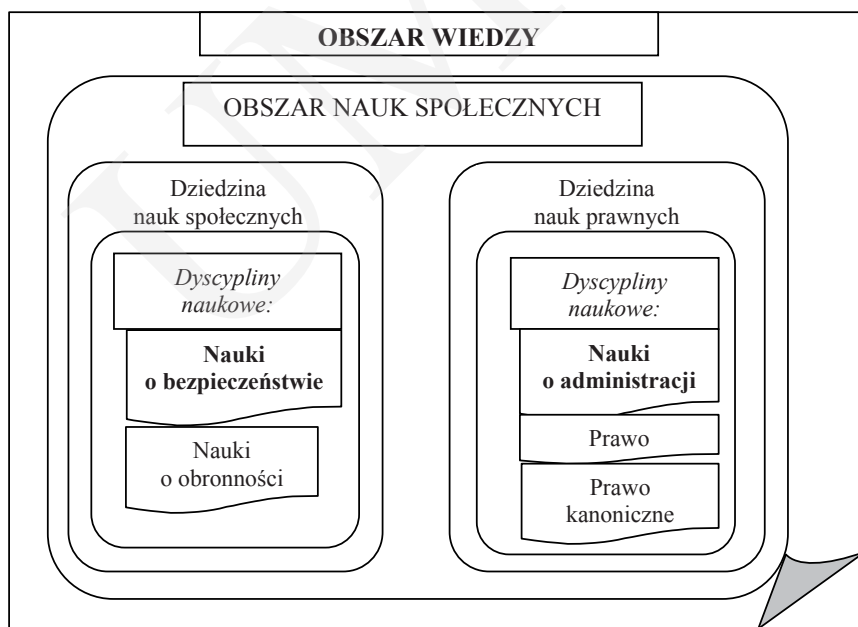 OBSZAR WIEDZY
OBSZAR NAUK SPOŁECZNYCH
Dziedzina
nauk społecznych
Dyscypliny
naukowe:
Nauki
o bezpieczeństwie
Nauki
o obronności
Dziedzina
nauk prawnych
Dyscypliny
naukowe:
Nauki
o administracji
Prawo
Prawo
kanoniczne